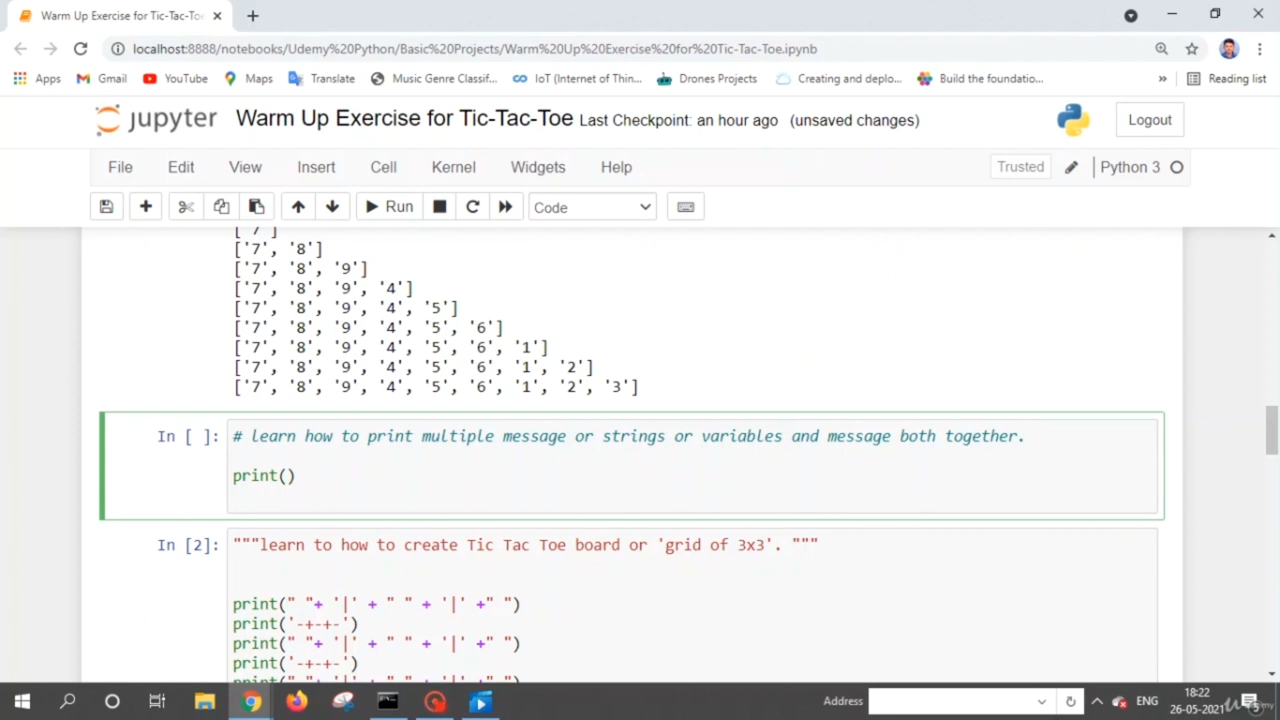 Warm Up Exercise for Tic-Tac-Toe
localhost:8888/notebooks/Udemy%20Python/Basic%20Projects/Warm%20Up%20Exercise%20for%20Tic-Tac-Toe.ipynb
Apps Gmail YouTube Maps Translate Music Genre Classif... IoT (Internet of Thin... Drones Projects Creating and deplo... Build the foundatio... » Reading list
jupyter Warm Up Exercise for Tic-Tac-Toe Last Checkpoint: an hour ago (unsaved changes) Logout
File Edit View Insert Cell Kernel Widgets Help Trusted Python 3
Run Code
['7']
['7', '8']
['7', '8', '9']
['7', '8', '9', '4']
['7', '8', '9', '4', '5']
['7', '8', '9', '4', '5', '6']
['7', '8', '9', '4', '5', '6', '1']
['7', '8', '9', '4', '5', '6', '1', '2']
['7', '8', '9', '4', '5', '6', '1', '2', '3']
In [ ]: # learn how to print multiple message or strings or variables and message both together.
print()
In [2]: """learn to how to create Tic Tac Toe board or 'grid of 3x3'. """
print(" "+ '|' + " " + '|' +" ")
print('-+-+-')
print(" "+ '|' + " " + '|' +" ")
print('-+-+-')
Address ENG 18:22
26-05-2021